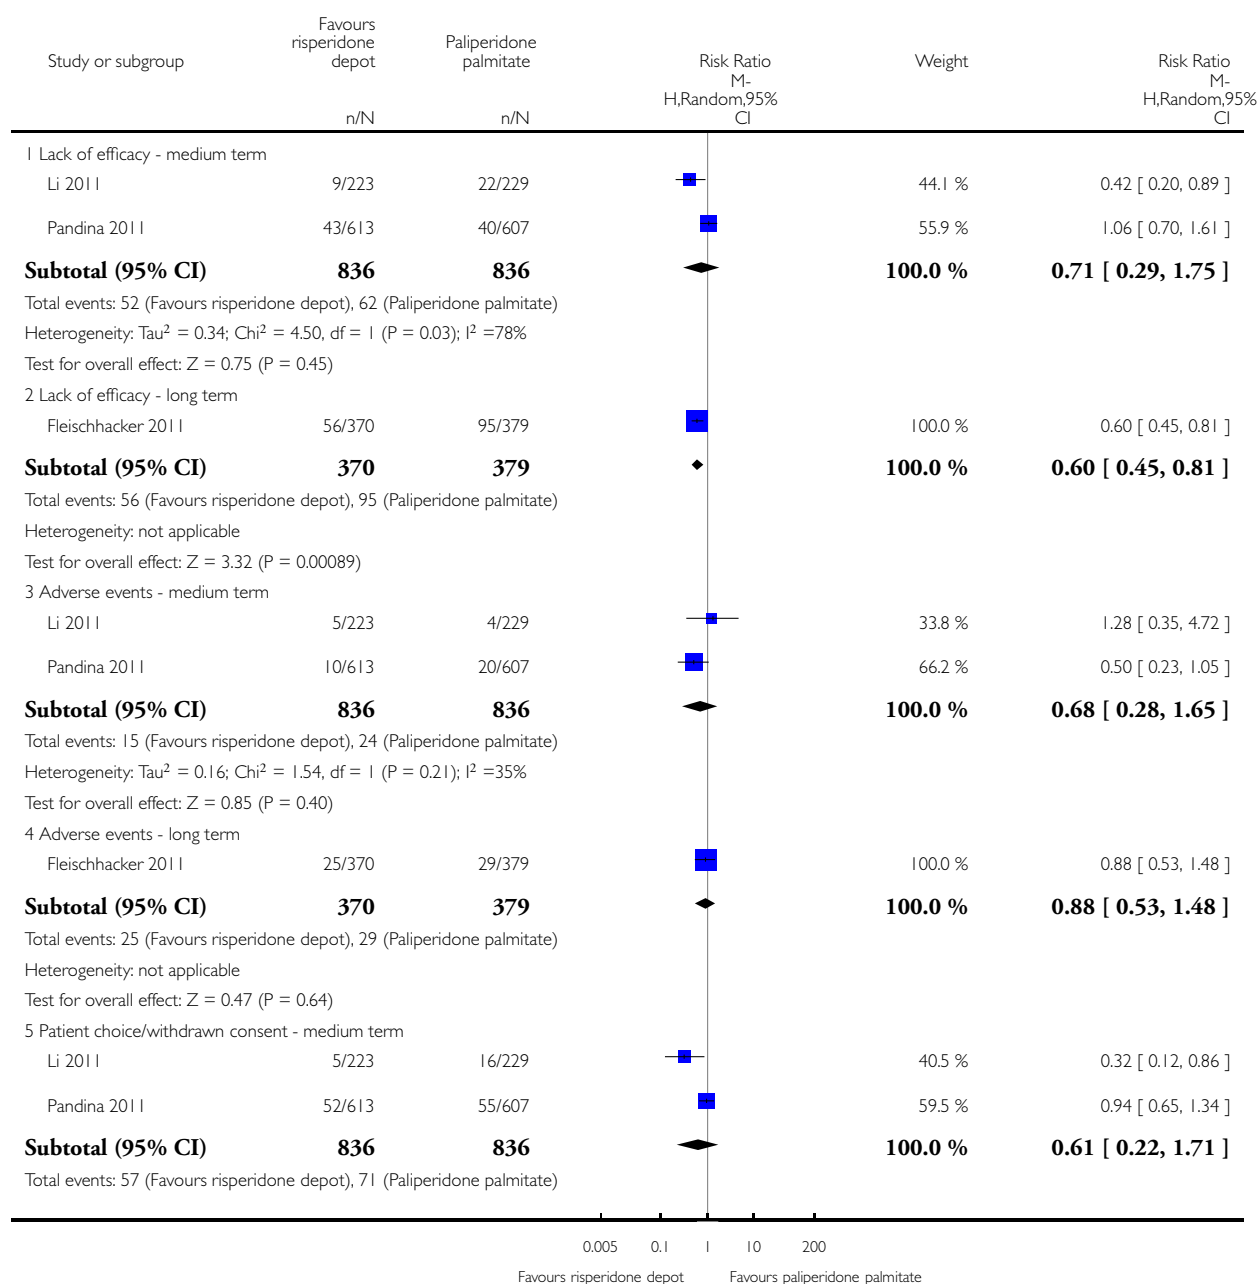 Study or subgroup Favours risperidone depot Paliperidone palmitate Risk Ratio Weight Risk Ratio
n/N n/N M-H,Random,95% CI M-H,Random,95% CI
1 Lack of efficacy - medium term
Li 2011 9/223 22/229 44.1 % 0.42 [ 0.20, 0.89 ]
Pandina 2011 43/613 40/607 55.9 % 1.06 [ 0.70, 1.61 ]
Subtotal (95% CI) 836 836 100.0 % 0.71 [ 0.29, 1.75 ]
Total events: 52 (Favours risperidone depot), 62 (Paliperidone palmitate)
Heterogeneity: Tau² = 0.34; Chi² = 4.50, df = 1 (P = 0.03); I² =78%
Test for overall effect: Z = 0.75 (P = 0.45)
2 Lack of efficacy - long term
Fleischhacker 2011 56/370 95/379 100.0 % 0.60 [ 0.45, 0.81 ]
Subtotal (95% CI) 370 379 100.0 % 0.60 [ 0.45, 0.81 ]
Total events: 56 (Favours risperidone depot), 95 (Paliperidone palmitate)
Heterogeneity: not applicable
Test for overall effect: Z = 3.32 (P = 0.00089)
3 Adverse events - medium term
Li 2011 5/223 4/229 33.8 % 1.28 [ 0.35, 4.72 ]
Pandina 2011 10/613 20/607 66.2 % 0.50 [ 0.23, 1.05 ]
Subtotal (95% CI) 836 836 100.0 % 0.68 [ 0.28, 1.65 ]
Total events: 15 (Favours risperidone depot), 24 (Paliperidone palmitate)
Heterogeneity: Tau² = 0.16; Chi² = 1.54, df = 1 (P = 0.21); I² =35%
Test for overall effect: Z = 0.85 (P = 0.40)
4 Adverse events - long term
Fleischhacker 2011 25/370 29/379 100.0 % 0.88 [ 0.53, 1.48 ]
Subtotal (95% CI) 370 379 100.0 % 0.88 [ 0.53, 1.48 ]
Total events: 25 (Favours risperidone depot), 29 (Paliperidone palmitate)
Heterogeneity: not applicable
Test for overall effect: Z = 0.47 (P = 0.64)
5 Patient choice/withdrawn consent - medium term
Li 2011 5/223 16/229 40.5 % 0.32 [ 0.12, 0.86 ]
Pandina 2011 52/613 55/607 59.5 % 0.94 [ 0.65, 1.34 ]
Subtotal (95% CI) 836 836 100.0 % 0.61 [ 0.22, 1.71 ]
Total events: 57 (Favours risperidone depot), 71 (Paliperidone palmitate)
0.005 0.1 1 10 200
Favours risperidone depot Favours paliperidone palmitate